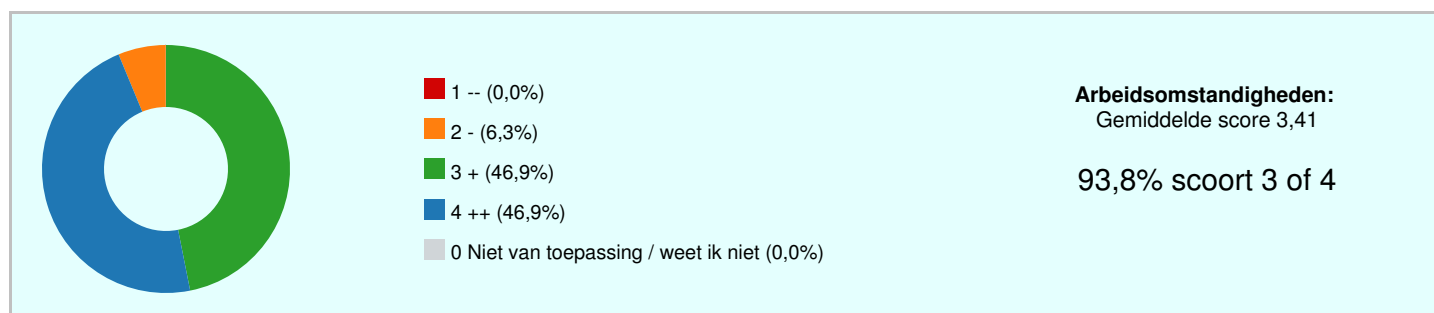 1 -- (0,0%)
2 - (6,3%)
3 + (46,9%)
4 ++ (46,9%)
0 Niet van toepassing / weet ik niet (0,0%)
Arbeidsomstandigheden:
Gemiddelde score 3,41
93,8% scoort 3 of 4